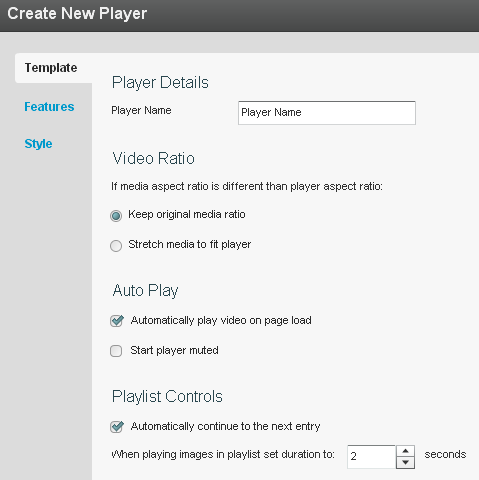 Create New Player
Template
Features
Style
Player Details
Player Name Player Name
Video Ratio
If media aspect ratio is different than player aspect ratio:
Keep original media ratio
Stretch media to fit player
Auto Play
Automatically play video on page load
Start player muted
Playlist Controls
Automatically continue to the next entry
When playing images in playlist set duration to: 2 seconds